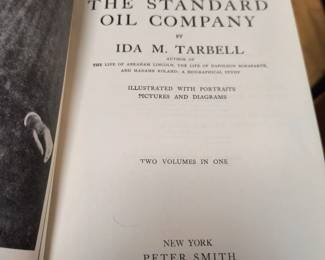 THE STANDARD
OIL COMPANY
BY
IDA M. TARBELL
AUTHOR OF
THE LIFE OF ABRAHAM LINCOLN, THE LIFE OF NAPOLEON BONAPARTE,
AND MADAME ROLAND: A BIOGRAPHICAL STUDY
ILLUSTRATED WITH PORTRAITS
PICTURES AND DIAGRAMS
TWO VOLUMES IN ONE
NEW YORK
PETER SMITH